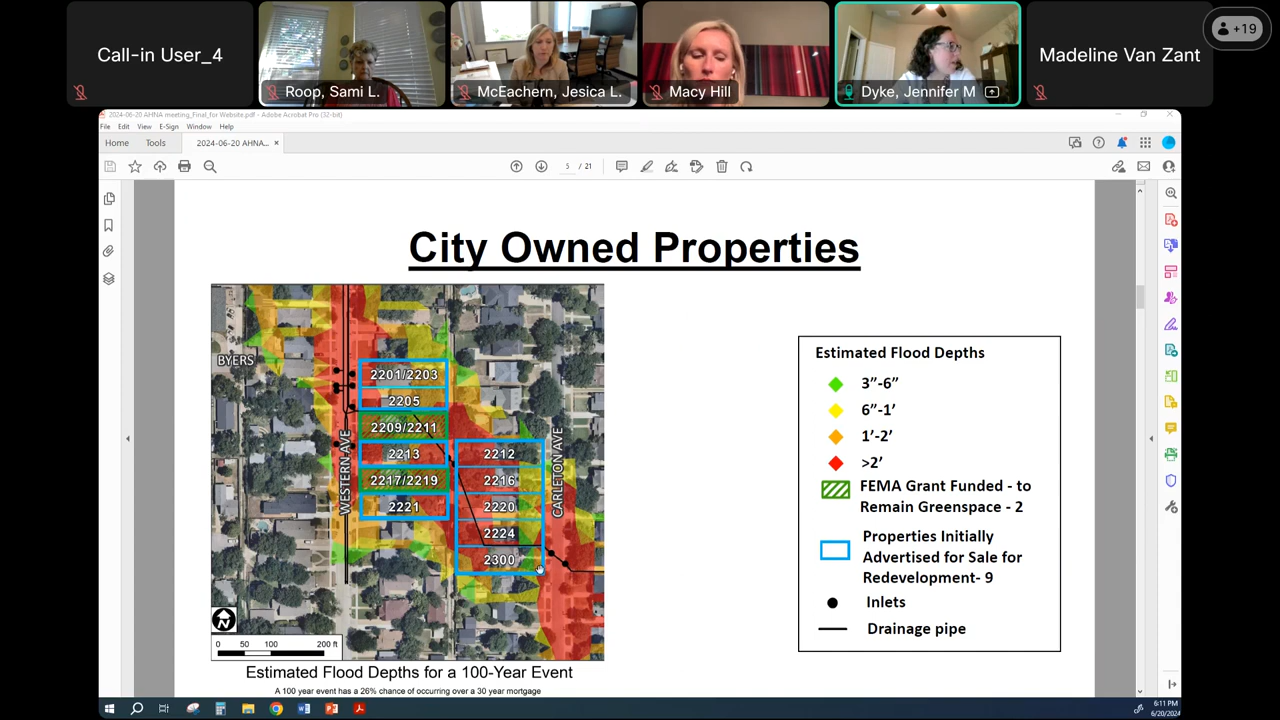 Call-in User_4
Roop, Sami L.
McEachern, Jesica L.
Macy Hill
Dyke, Jennifer M
Madeline Van Zant
+19
2024-06-20 AHNA meeting_Final_for Website.pdf - Adobe Acrobat Pro (32-bit)
File Edit View E-Sign Window Help
Home Tools 2024-06-20 AHNA... ×
5 / 21
City Owned Properties
BYERS
WESTERN AVE
CARLETON AVE
2201/2203
2205
2209/2211
2213
2217/2219
2221
2212
2216
2220
2224
2300
N
0 50 100 200 ft
Estimated Flood Depths for a 100-Year Event
A 100 year event has a 26% chance of occurring over a 30 year mortgage
Estimated Flood Depths
3”-6”
6”-1’
1’-2’
>2’
FEMA Grant Funded - to
Remain Greenspace - 2
Properties Initially
Advertised for Sale for
Redevelopment- 9
Inlets
Drainage pipe
6:11 PM
6/20/2024